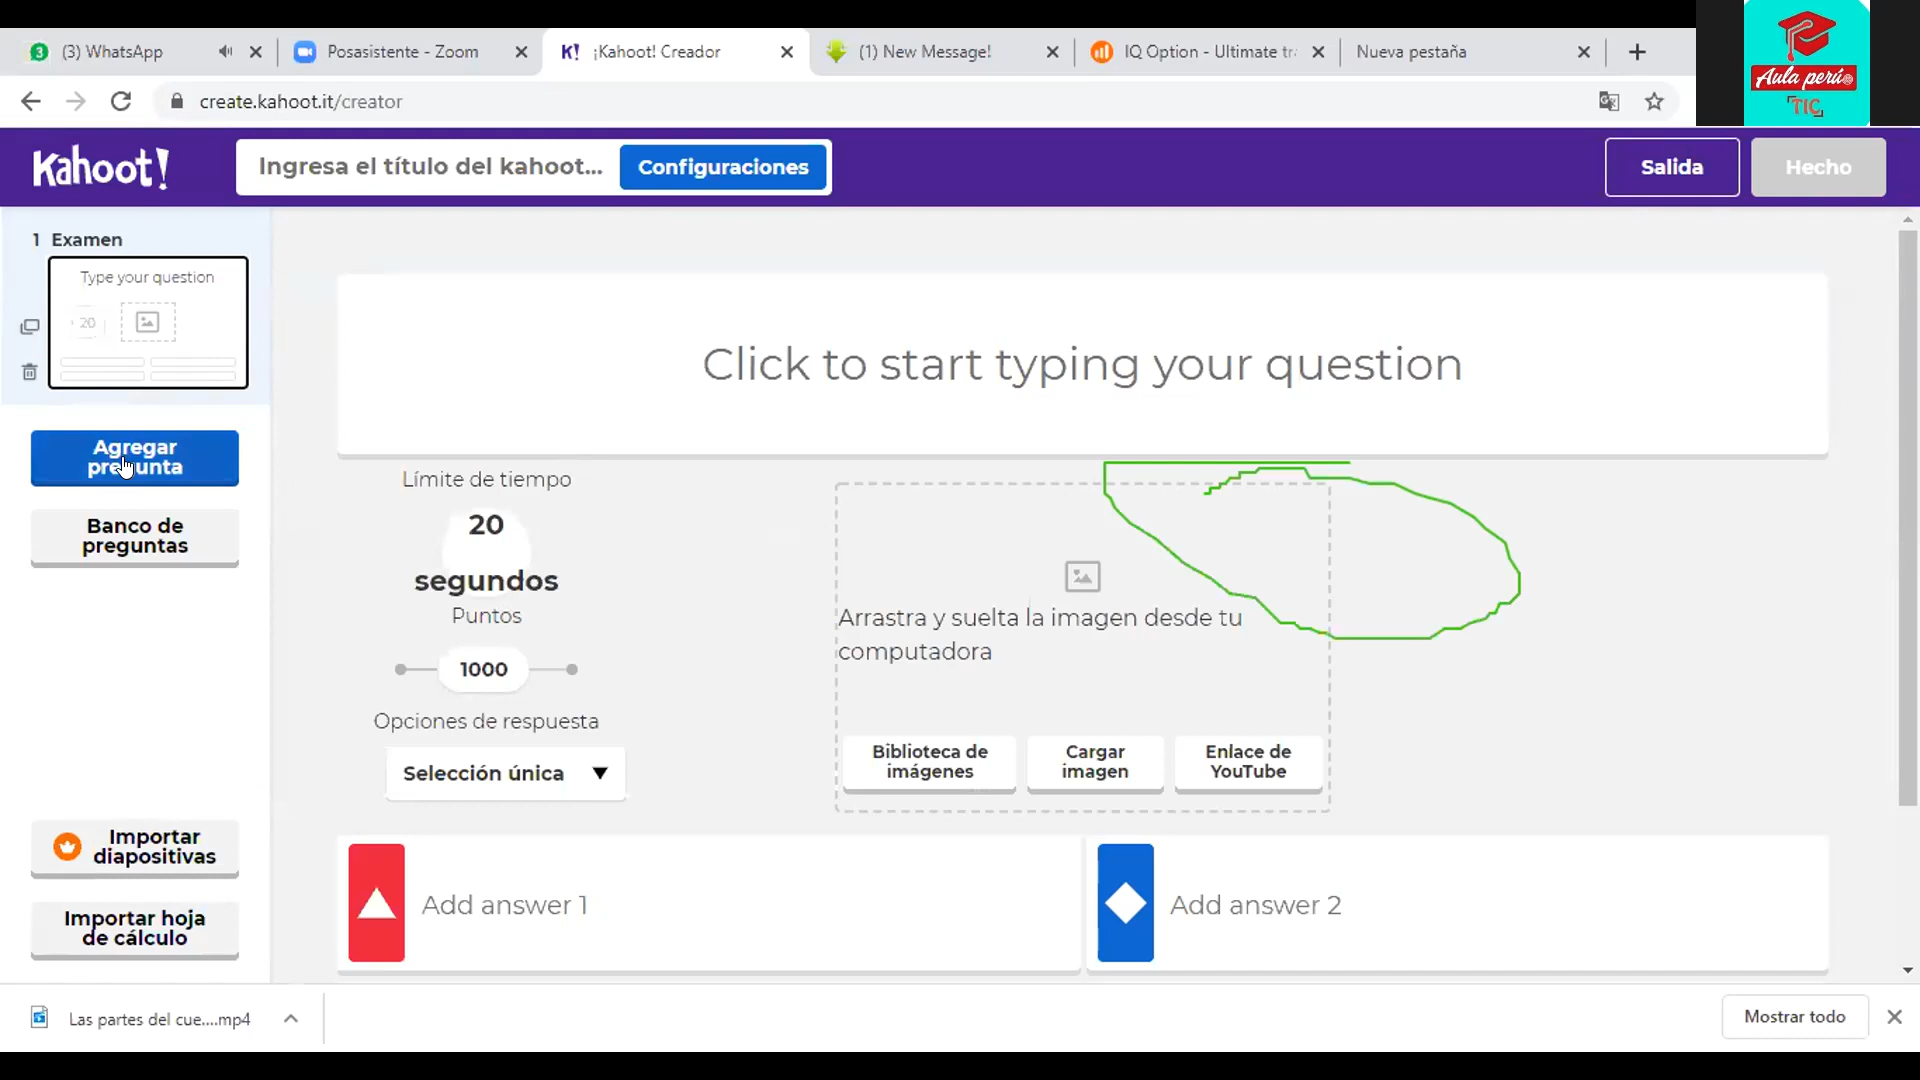 3 (3) WhatsApp
Posasistente - Zoom
K! ¡Kahoot! Creador
(1) New Message!
IQ Option - Ultimate tr
Nueva pestaña
create.kahoot.it/creator
Aula perú
TIC
Kahoot!
Ingresa el título del kahoot...
Configuraciones
Salida
Hecho
1 Examen
Type your question
20
Agregar
pregunta
Banco de
preguntas
Importar
diapositivas
Importar hoja
de cálculo
Click to start typing your question
Límite de tiempo
20
segundos
Puntos
1000
Opciones de respuesta
Selección única
Arrastra y suelta la imagen desde tu
computadora
Biblioteca de
imágenes
Cargar
imagen
Enlace de
YouTube
Add answer 1
Add answer 2
Las partes del cue....mp4
Mostrar todo